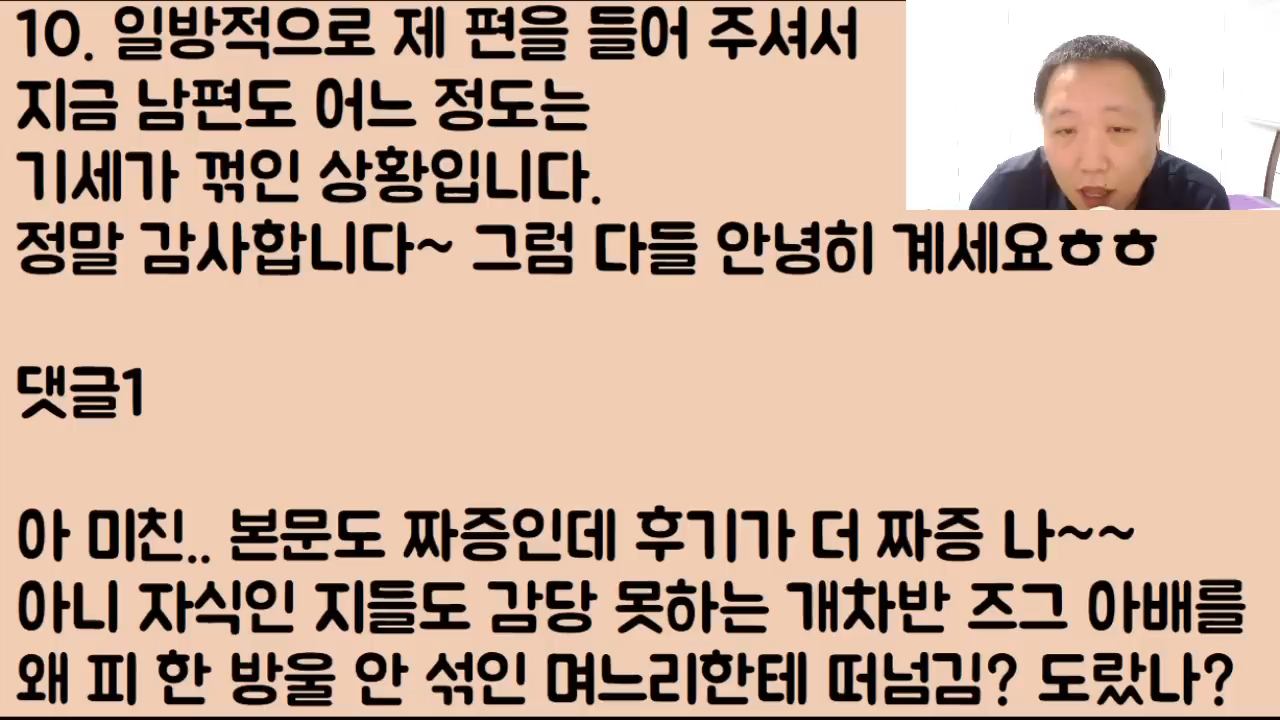 10. 일방적으로 제 편을 들어 주셔서
지금 남편도 어느 정도는
기세가 꺾인 상황입니다.
정말 감사합니다~ 그럼 다들 안녕히 계세요ㅎㅎ
댓글1
아 미친.. 본문도 짜증인데 후기가 더 짜증 나~~
아니 자식인 지들도 감당 못하는 개차반 즈그 아배를
왜 피 한 방울 안 섞인 며느리한테 떠넘김? 도랐나?